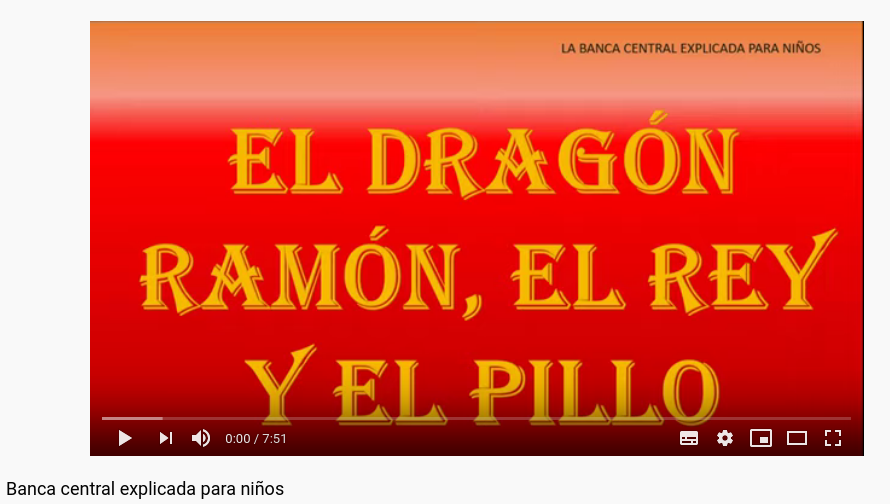 LA BANCA CENTRAL EXPLICADA PARA NIÑOS
EL DRAGÓN
RAMÓN, EL REY
Y EL PILLO
0:00 / 7:51
Banca central explicada para niños